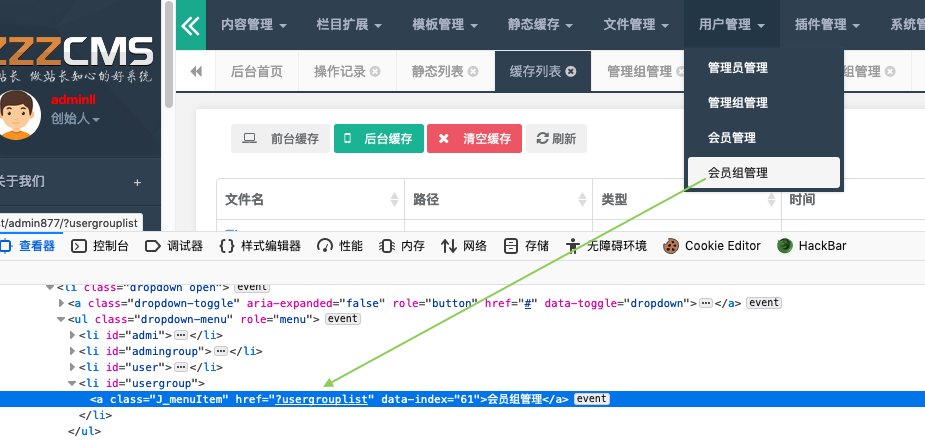 内容管理 栏目扩展 模板管理 静态缓存 文件管理 用户管理 插件管理 系统管
ZZZCMS
站长 做站长知心的好系统
后台首页 操作记录 静态列表 缓存列表 管理组管理 组管理
管理员管理
管理组管理
会员管理
会员组管理
adminll
创始人
前台缓存 后台缓存 清空缓存 刷新
关于我们 +
文件名 路径 类型 时间
st/admin877/?usergrouplist
查看器 控制台 调试器 样式编辑器 性能 内存 网络 存储 无障碍环境 Cookie Editor HackBar
<li class="dropdown open"> event
<a class="dropdown-toggle" aria-expanded="false" role="button" href="#" data-toggle="dropdown">⋯</a> event
<ul class="dropdown-menu" role="menu"> event
<li id="admi">⋯</li>
<li id="admingroup">⋯</li>
<li id="user">⋯</li>
<li id="usergroup">
<a class="J_menuItem" href="?usergrouplist" data-index="61">会员组管理</a> event
</li>
</ul>